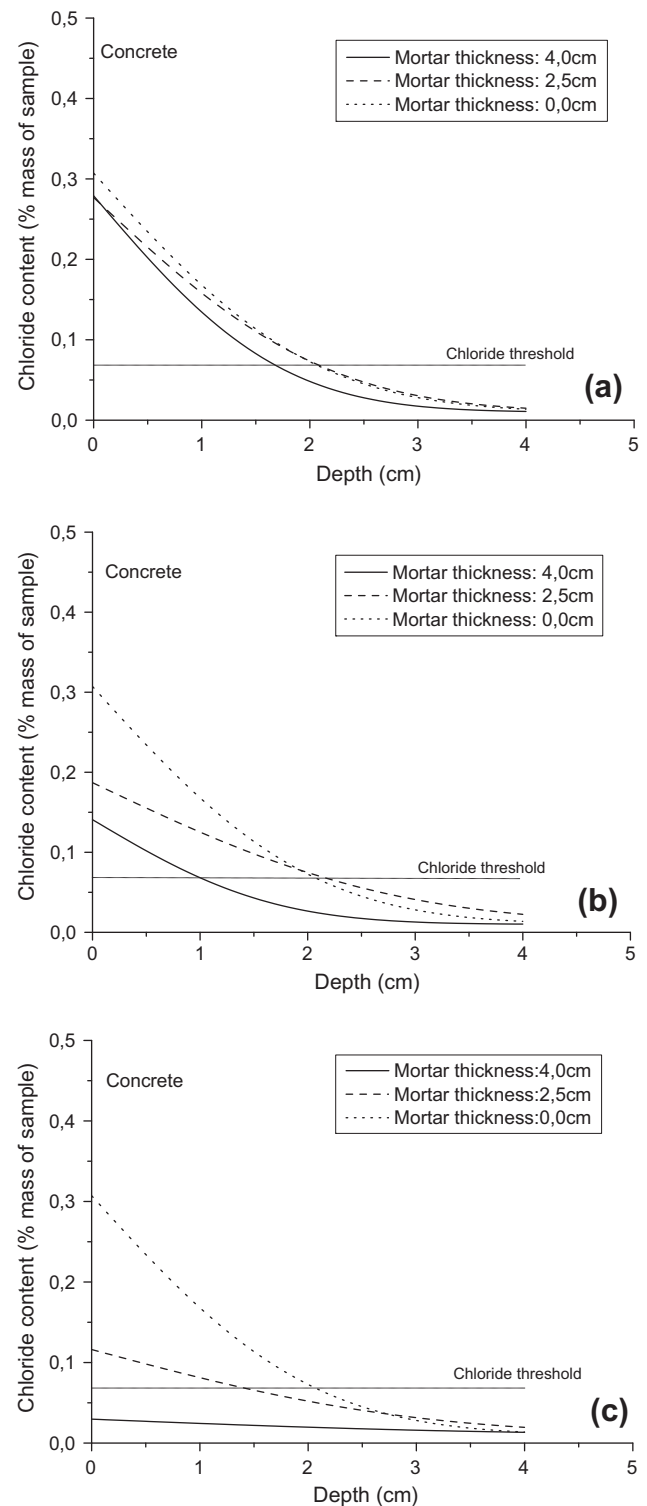 0,5
Concrete
Mortar thickness: 4,0cm
Mortar thickness: 2,5cm
Mortar thickness: 0,0cm
0,4
0,3
0,2
0,1
0,0
Chloride content (% mass of sample)
Chloride threshold
(a)
0 1 2 3 4 5
Depth (cm)
0,5
Concrete
Mortar thickness: 4,0cm
Mortar thickness: 2,5cm
Mortar thickness: 0,0cm
0,4
0,3
0,2
0,1
0,0
Chloride content (% mass of sample)
Chloride threshold
(b)
0 1 2 3 4 5
Depth (cm)
0,5
Concrete
Mortar thickness:4,0cm
Mortar thickness:2,5cm
Mortar thickness:0,0cm
0,4
0,3
0,2
0,1
0,0
Chloride content (% mass of sample)
Chloride threshold
(c)
0 1 2 3 4 5
Depth (cm)